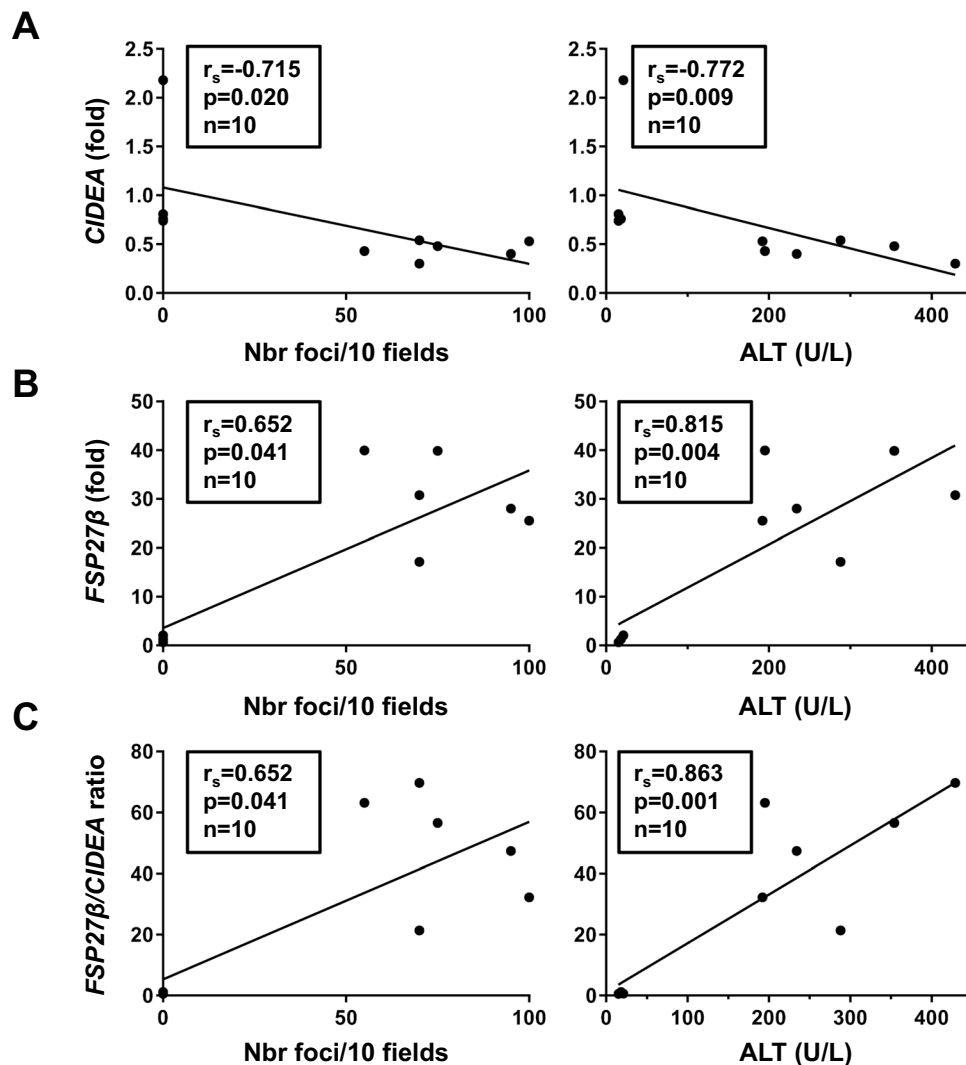 A
CIDEA (fold)
2.5
2.0
1.5
1.0
0.5
0.0
rs=-0.715
p=0.020
n=10
0
50
100
Nbr foci/10 fields
2.5
2.0
1.5
1.0
0.5
0.0
rs=-0.772
p=0.009
n=10
0
200
400
ALT (U/L)
B
FSP27β (fold)
50
40
30
20
10
0
rs=0.652
p=0.041
n=10
0
50
100
Nbr foci/10 fields
50
40
30
20
10
0
rs=0.815
p=0.004
n=10
0
200
400
ALT (U/L)
C
FSP27β/CIDEA ratio
80
60
40
20
0
rs=0.652
p=0.041
n=10
0
50
100
Nbr foci/10 fields
80
60
40
20
0
rs=0.863
p=0.001
n=10
0
100
200
300
400
ALT (U/L)